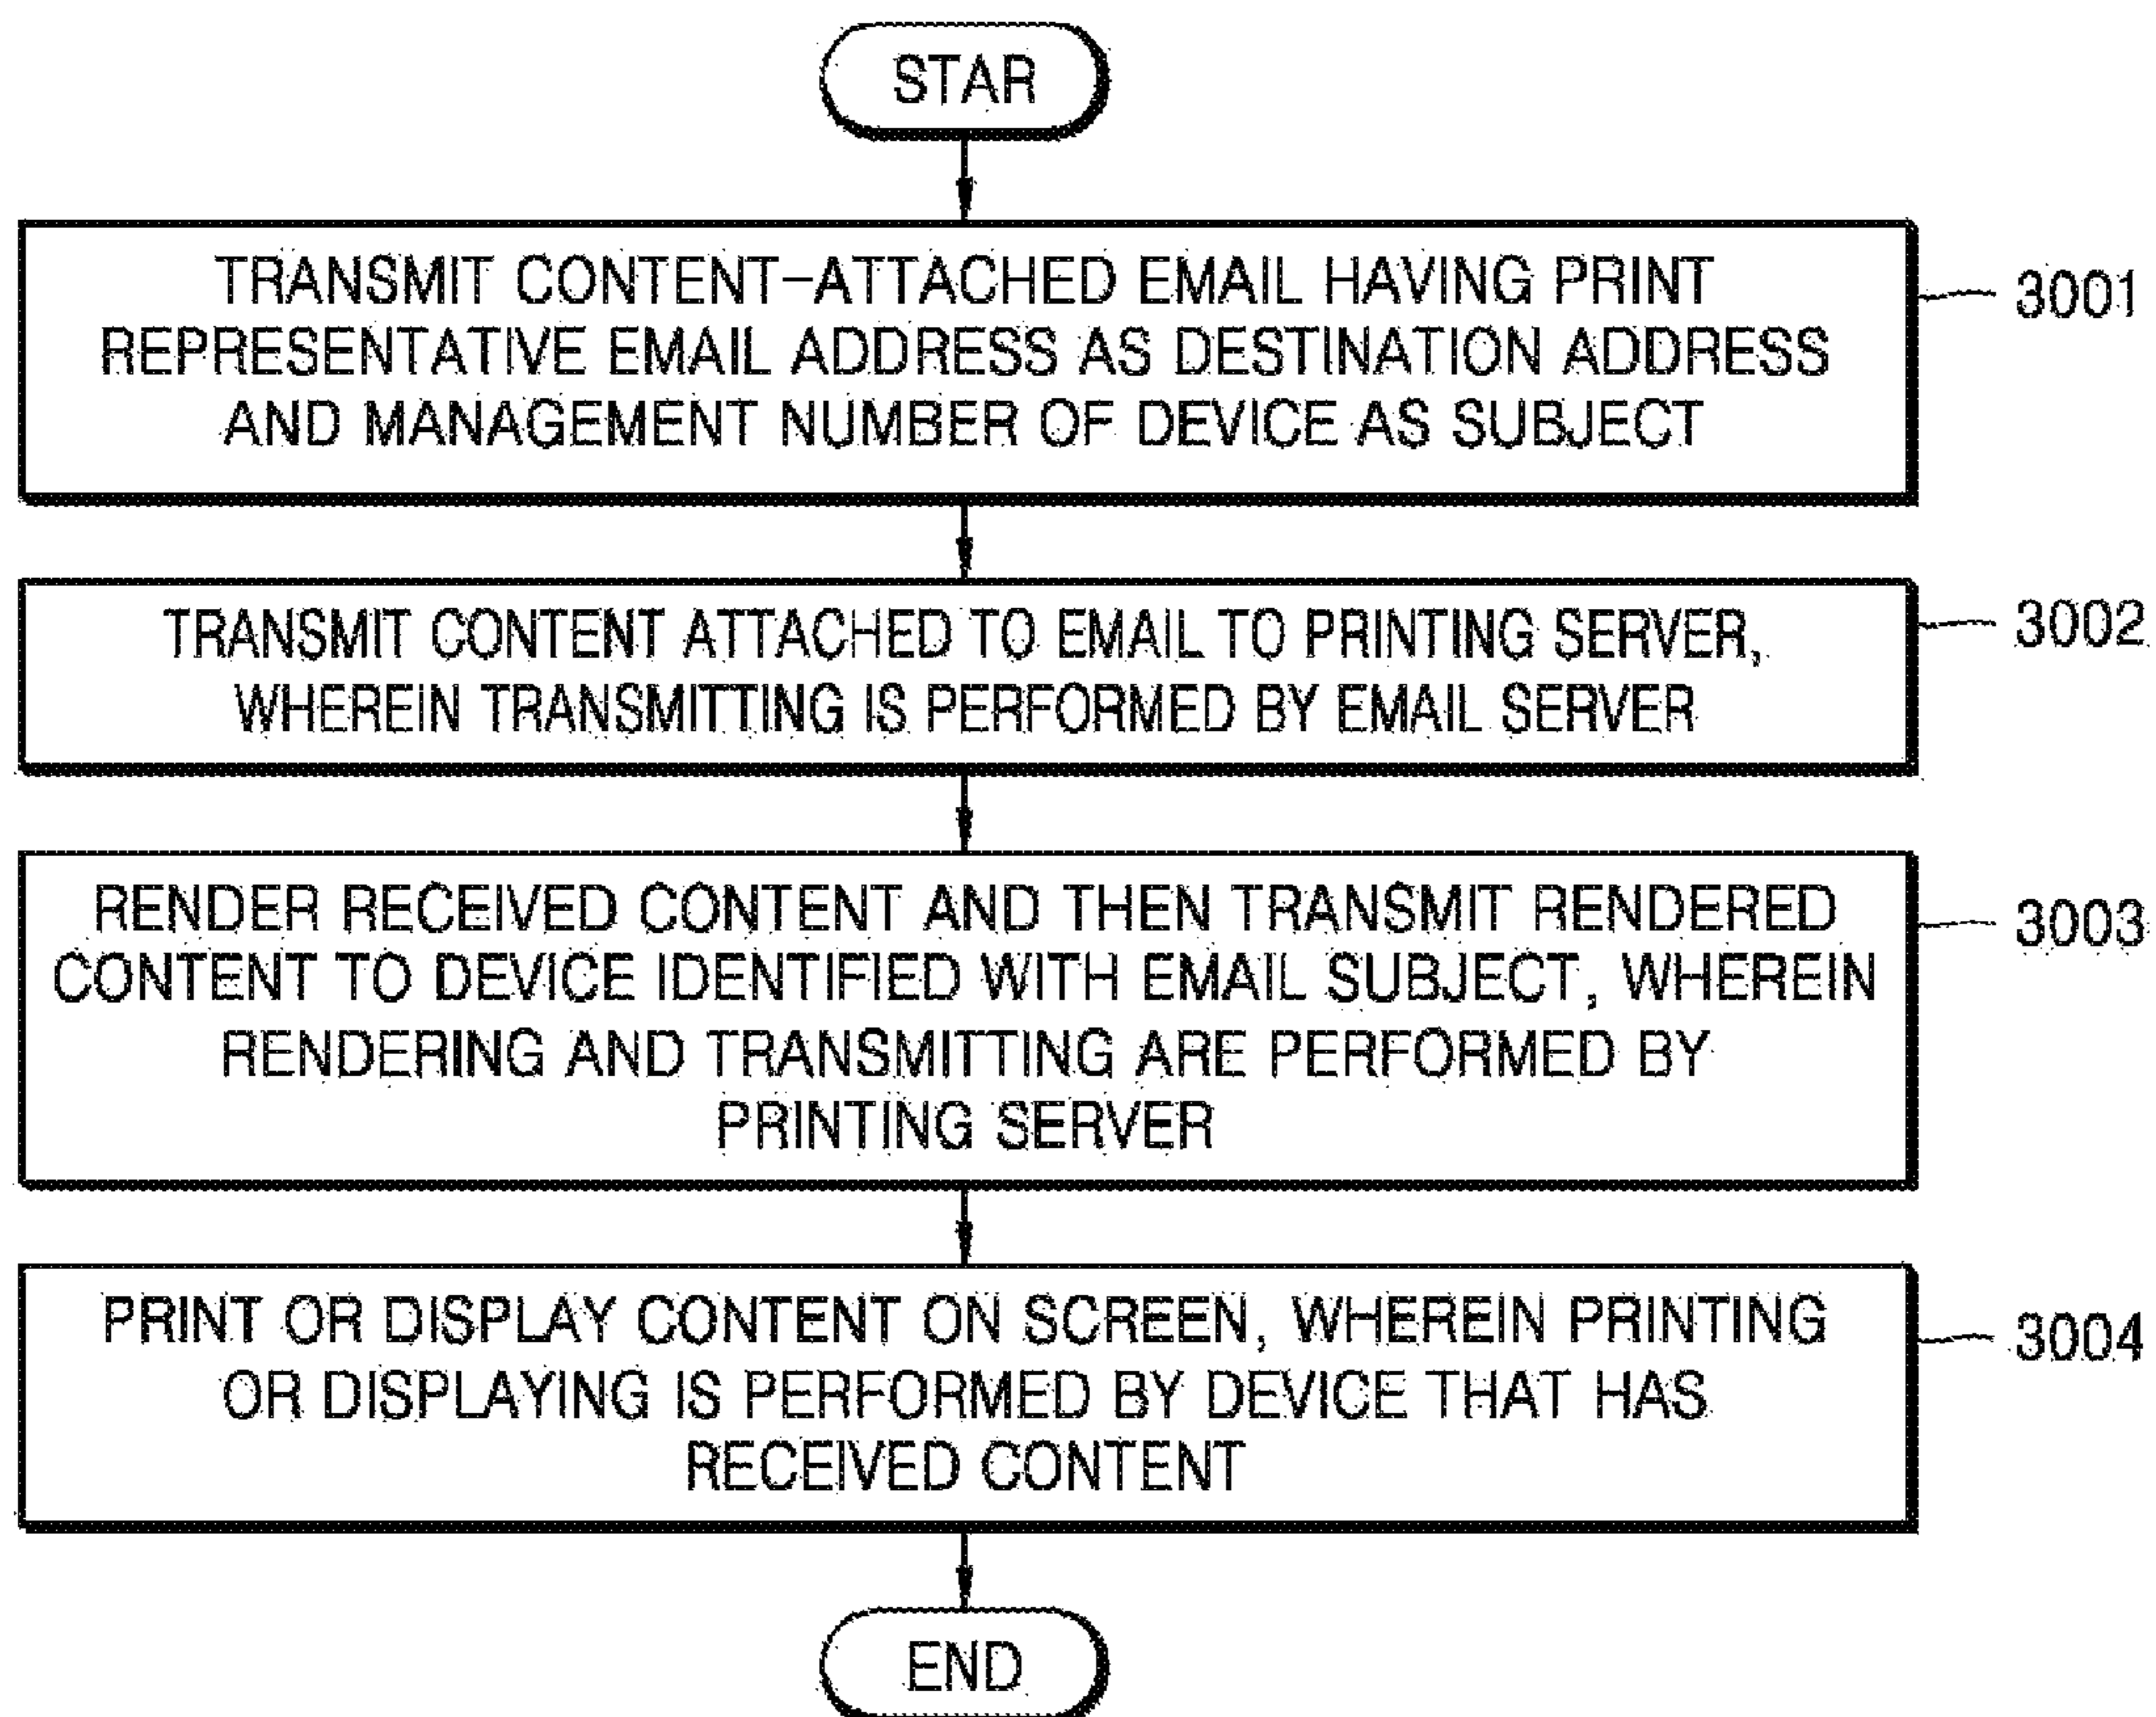 STAR
TRANSMIT CONTENT-ATTACHED EMAIL HAVING PRINT
REPRESENTATIVE EMAIL ADDRESS AS DESTINATION ADDRESS
AND MANAGEMENT NUMBER OF DEVICE AS SUBJECT
3001
TRANSMIT CONTENT ATTACHED TO EMAIL TO PRINTING SERVER,
WHEREIN TRANSMITTING IS PERFORMED BY EMAIL SERVER
3002
RENDER RECEIVED CONTENT AND THEN TRANSMIT RENDERED
CONTENT TO DEVICE IDENTIFIED WITH EMAIL SUBJECT, WHEREIN
RENDERING AND TRANSMITTING ARE PERFORMED BY
PRINTING SERVER
3003
PRINT OR DISPLAY CONTENT ON SCREEN, WHEREIN PRINTING
OR DISPLAYING IS PERFORMED BY DEVICE THAT HAS
RECEIVED CONTENT
3004
END